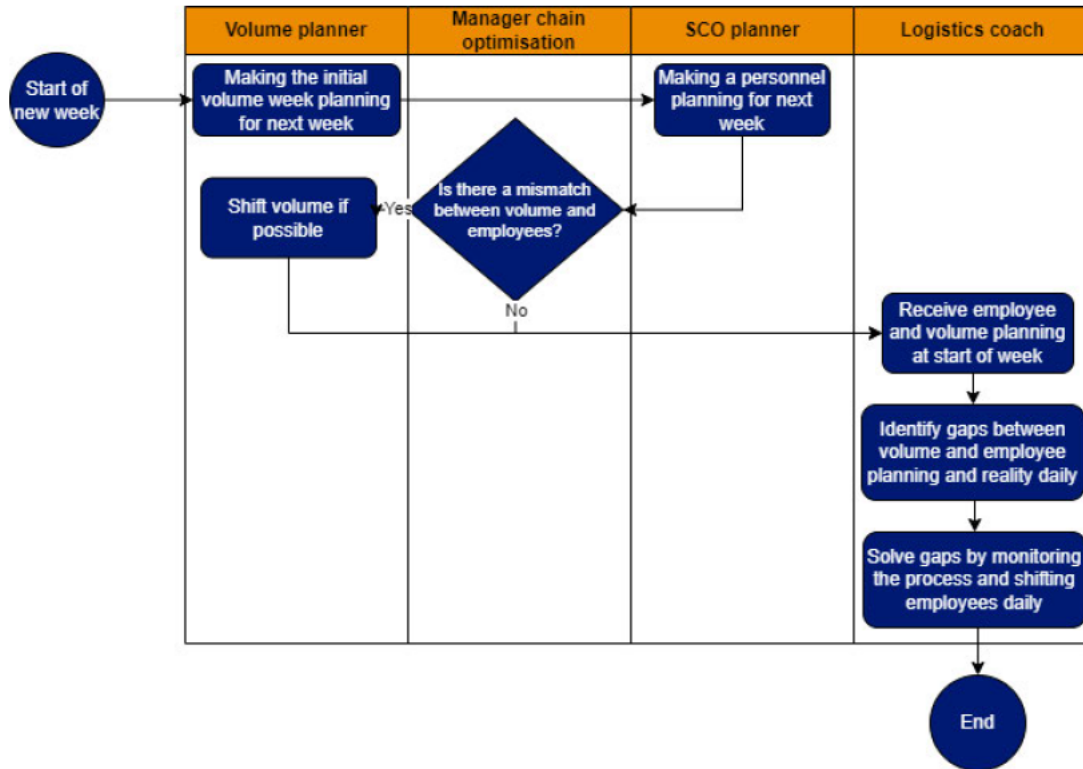 Volume planner
Manager chain
optimisation
SCO planner
Logistics coach
Start of
new week
Making the initial
volume week planning
for next week
Making a personnel
planning for next
week
Is there a mismatch
between volume and
employees?
Yes
Shift volume if
possible
No
Receive employee
and volume planning
at start of week
Identify gaps between
volume and employee
planning and reality daily
Solve gaps by monitoring
the process and shifting
employees daily
End